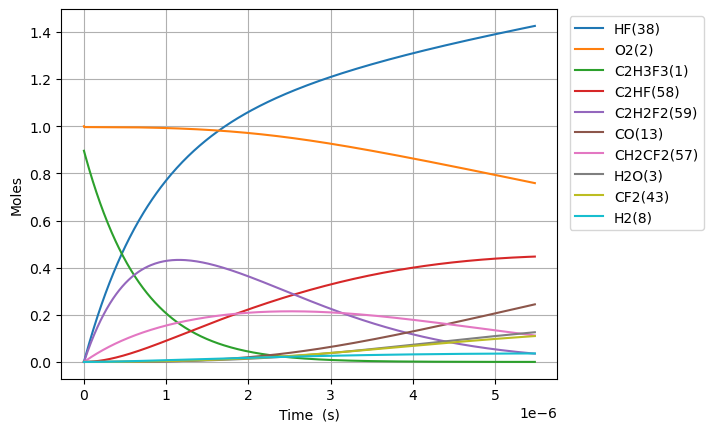 1.4
1.2
1.0
0.8
0.6
0.4
0.2
0.0
Moles
0
1
2
3
4
5
1e−6
Time (s)
HF(38)
O2(2)
C2H3F3(1)
C2HF(58)
C2H2F2(59)
CO(13)
CH2CF2(57)
H2O(3)
CF2(43)
H2(8)